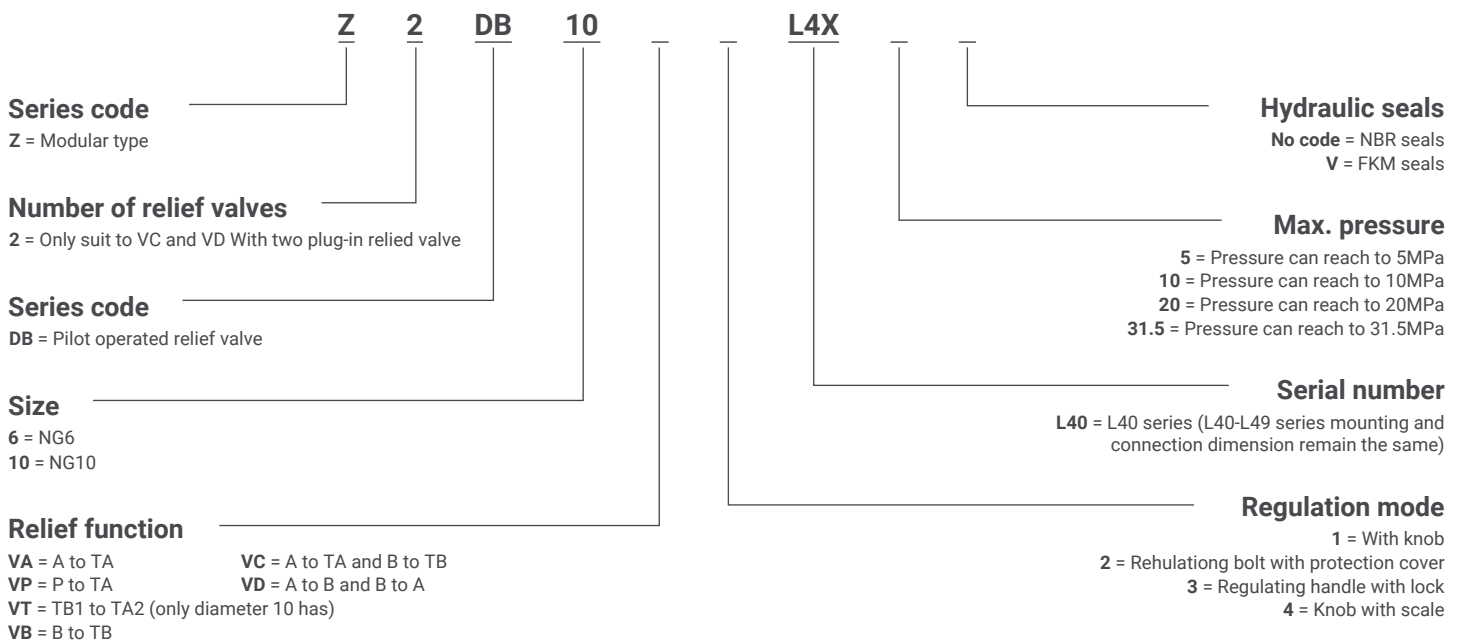 Z 2 DB 10 _ _ L4X _ _
Series code
Z = Modular type
Number of relief valves
2 = Only suit to VC and VD With two plug-in relied valve
Series code
DB = Pilot operated relief valve
Size
6 = NG6
10 = NG10
Relief function
VA = A to TA
VP = P to TA
VT = TB1 to TA2 (only diameter 10 has)
VB = B to TB
VC = A to TA and B to TB
VD = A to B and B to A
Hydraulic seals
No code = NBR seals
V = FKM seals
Max. pressure
5 = Pressure can reach to 5MPa
10 = Pressure can reach to 10MPa
20 = Pressure can reach to 20MPa
31.5 = Pressure can reach to 31.5MPa
Serial number
L40 = L40 series (L40-L49 series mounting and
connection dimension remain the same)
Regulation mode
1 = With knob
2 = Rehulationg bolt with protection cover
3 = Regulating handle with lock
4 = Knob with scale